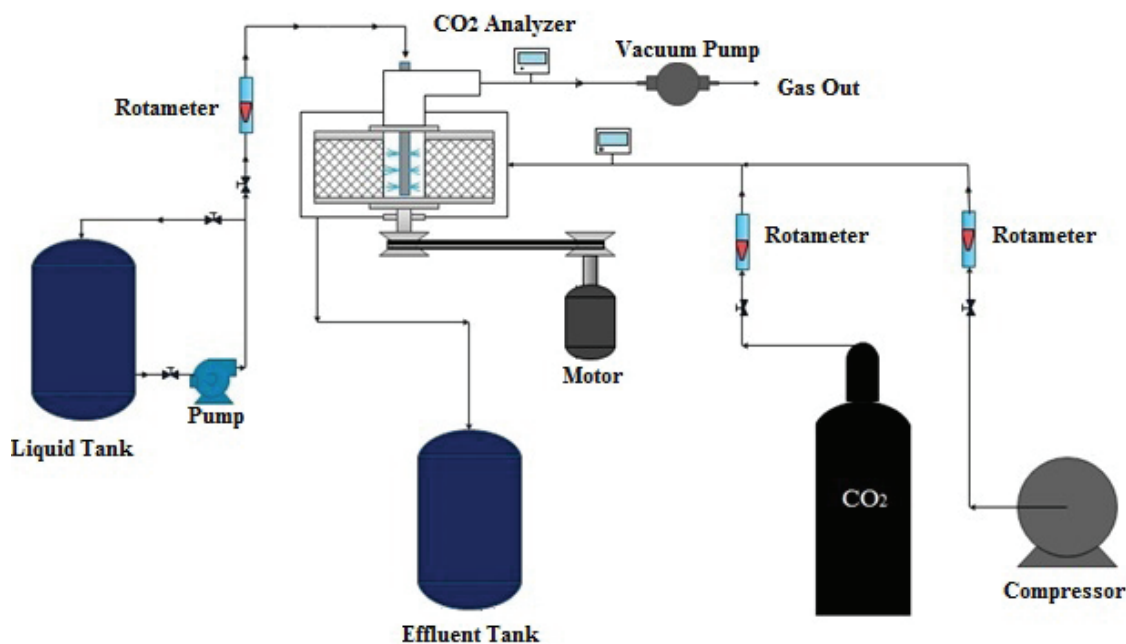 CO2 Analyzer
Vacuum Pump
Gas Out
Rotameter
Rotameter
Rotameter
Motor
Pump
Liquid Tank
CO2
Compressor
Effluent Tank